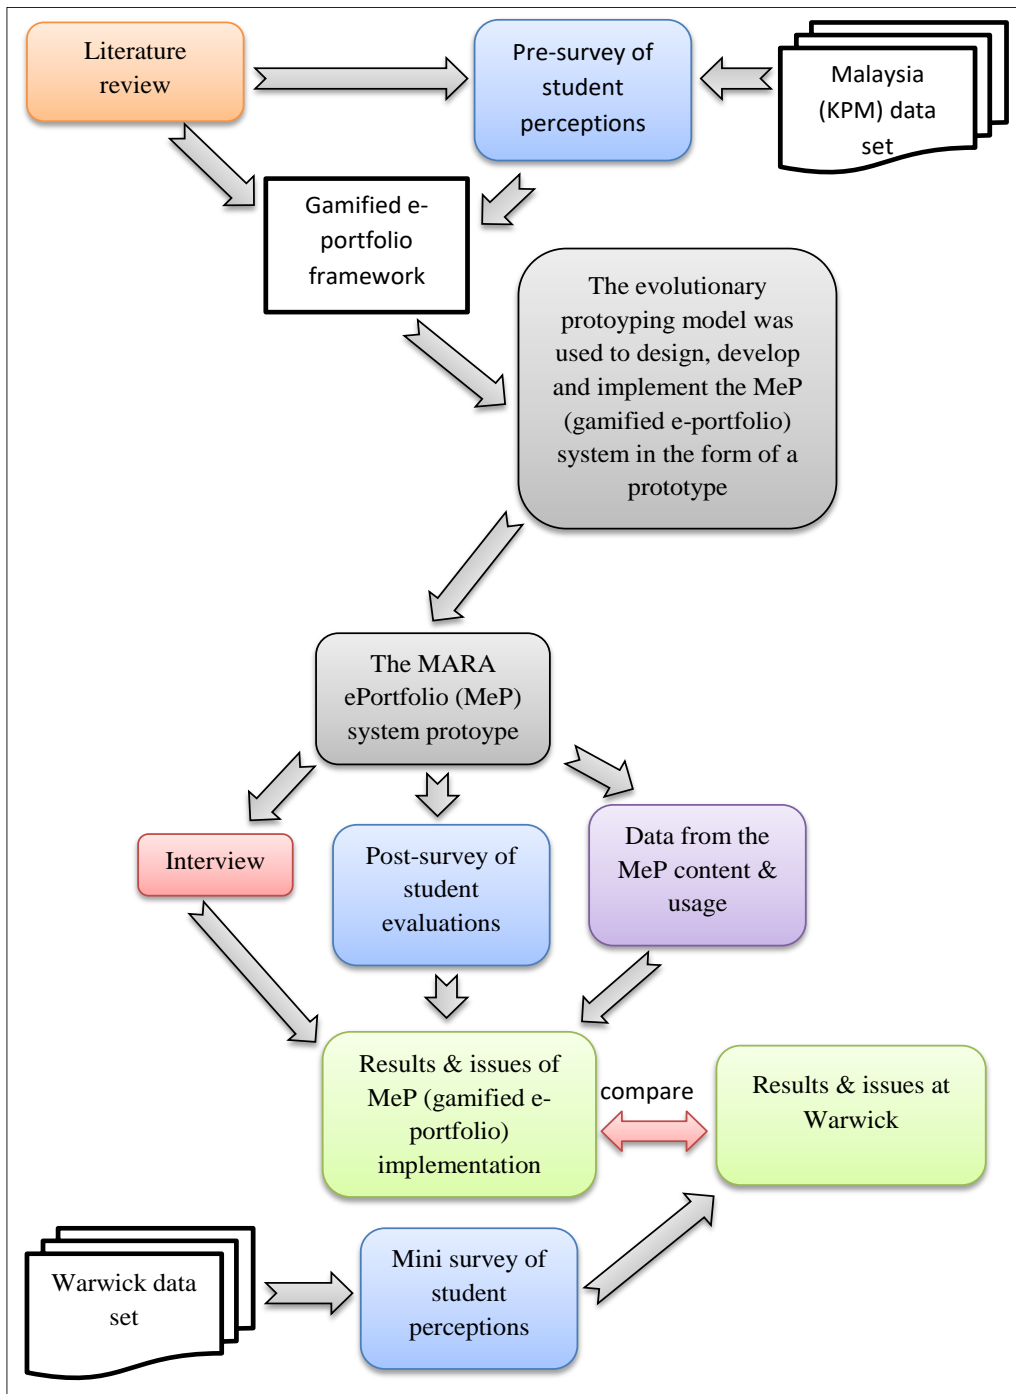 Literature
review
Pre-survey of
student
perceptions
Malaysia
(KPM) data
set
Gamified e-
portfolio
framework
The evolutionary
protoyping model was
used to design, develop
and implement the MeP
(gamified e-portfolio)
system in the form of a
prototype
The MARA
ePortfolio (MeP)
system protoype
Interview
Post-survey of
student
evaluations
Data from the
MeP content &
usage
Results & issues of
MeP (gamified e-
portfolio)
implementation
compare
Results & issues at
Warwick
Warwick data
set
Mini survey of
student
perceptions